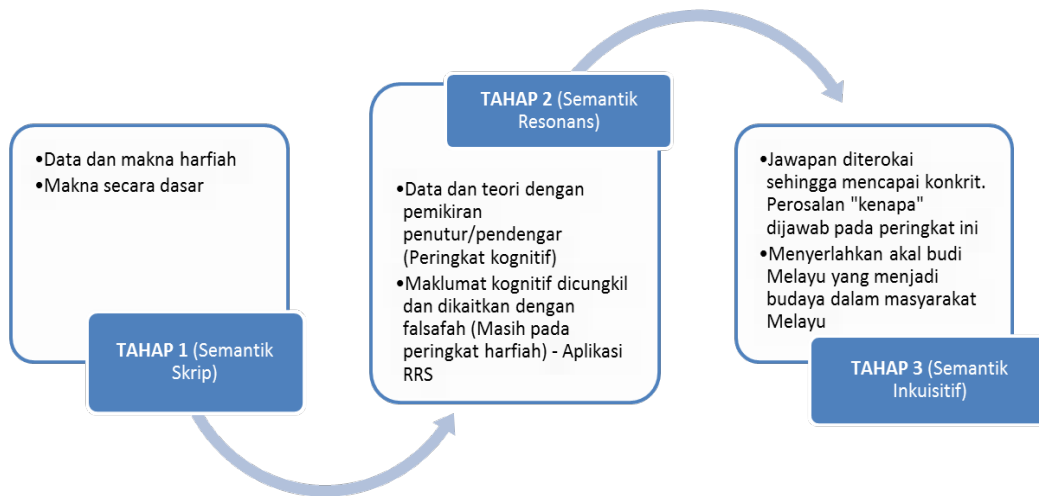 •Data dan makna harfiah
•Makna secara dasar
TAHAP 1 (Semantik
Skrip)
TAHAP 2 (Semantik
Resonans)
•Data dan teori dengan
pemikiran
penutur/pendengar
(Peringkat kognitif)
•Maklumat kognitif dicungkil
dan dikaitkan dengan
falsafah (Masih pada
peringkat harfiah) - Aplikasi
RRS
•Jawapan diterokai
sehingga mencapai konkrit.
Perosalan "kenapa"
dijawab pada peringkat ini
•Menyerlahkan akal budi
Melayu yang menjadi
budaya dalam masyarakat
Melayu
TAHAP 3 (Semantik
Inkuisitif)